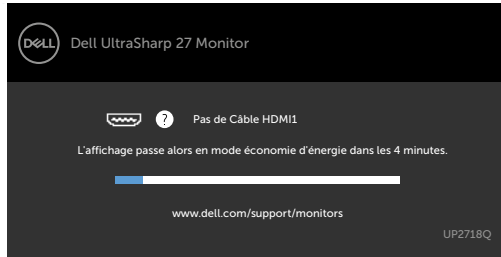 DELL
Dell UltraSharp 27 Monitor
? Pas de Câble HDMI1
L'affichage passe alors en mode économie d'énergie dans les 4 minutes.
www.dell.com/support/monitors
UP2718Q